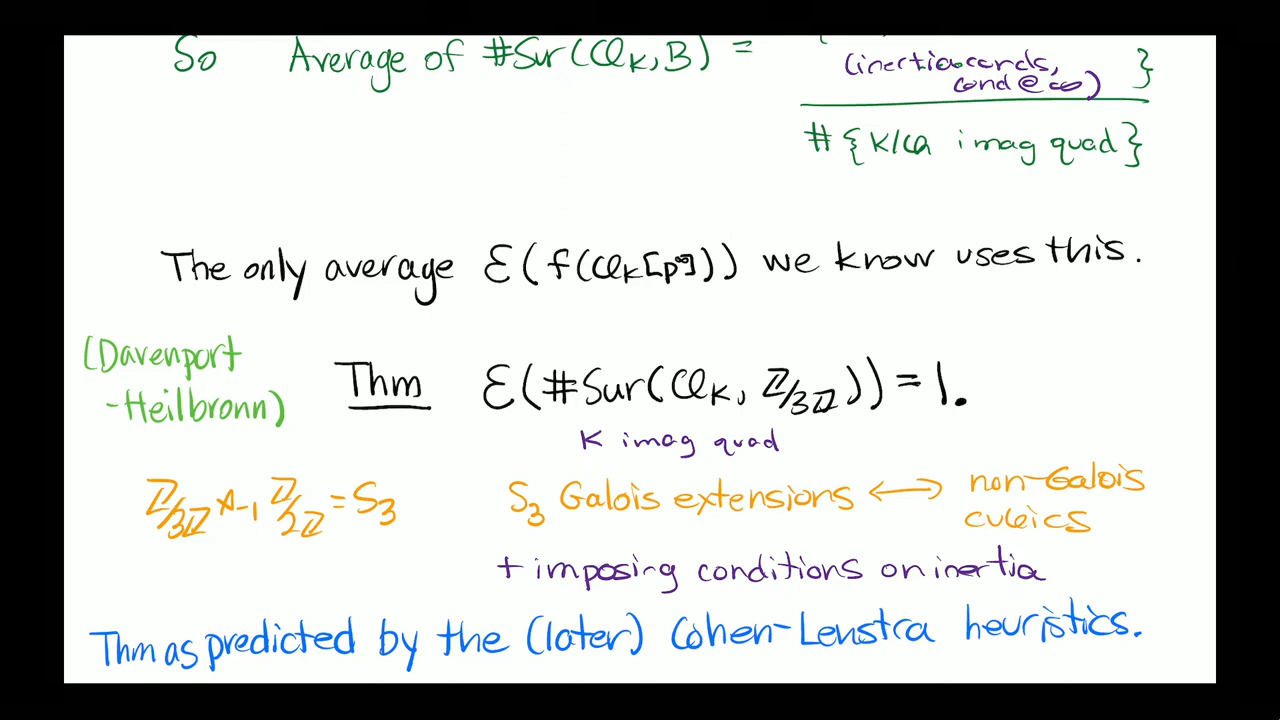 So Average of #Sur(Cl_K, B) =
(inertia conds, cond @ ∞) }
# {K/Q imag quad}
The only average ℰ(f(Cl_K[p^∞])) we know uses this.
(Davenport
-Heilbronn)
Thm ℰ(#Sur(Cl_K, ℤ/3ℤ)) = 1.
K imag quad
ℤ/3ℤ ⋊_{-1} ℤ/2ℤ = S_3
S_3 Galois extensions ⟷ non-Galois cubics
+ imposing conditions on inertia
Thm as predicted by the (later) Cohen-Lenstra heuristics.